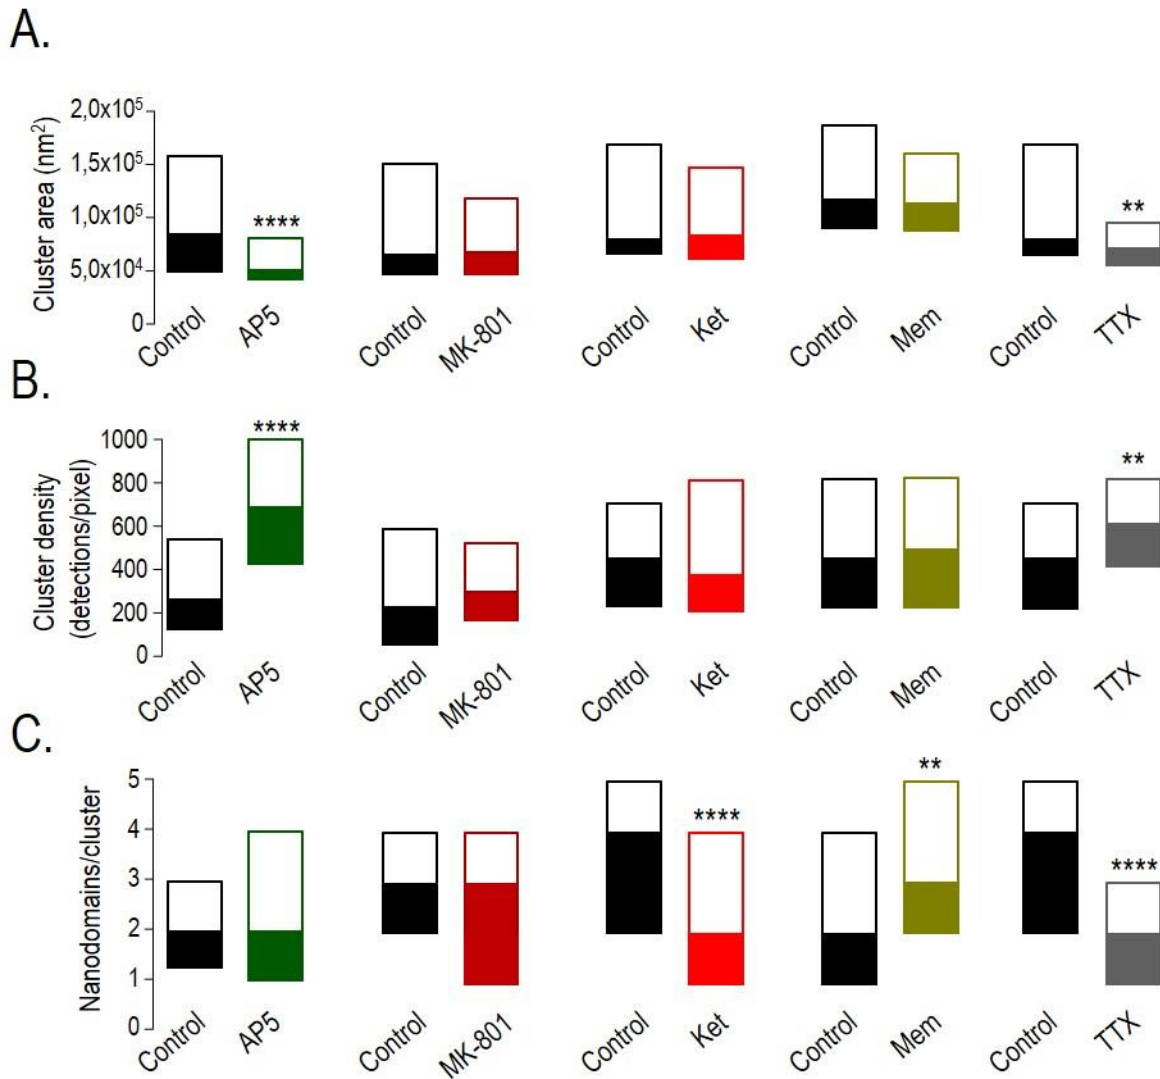 A.
Cluster area (nm²)
2,0x10⁵
1,5x10⁵
1,0x10⁵
5,0x10⁴
0
****
**
Control AP5 Control MK-801 Control Ket Control Mem Control TTX
B.
Cluster density
(detections/pixel)
1000
800
600
400
200
0
****
**
Control AP5 Control MK-801 Control Ket Control Mem Control TTX
C.
Nanodomains/cluster
5
4
3
2
1
0
****
**
****
Control AP5 Control MK-801 Control Ket Control Mem Control TTX